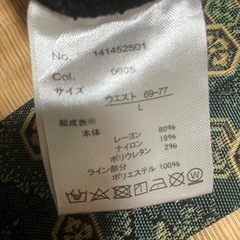 No. 141452501
Col. 0005
サイズ ウエスト 69-77
L
組成表示
本体 レーヨン 80%
ナイロン 18%
ポリウレタン 2%
ライン部分 ポリエステル 100%